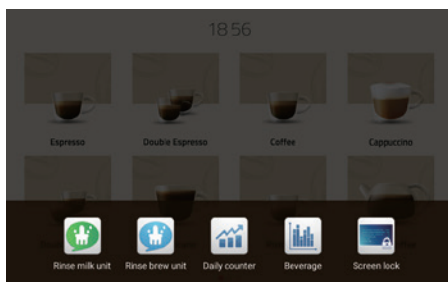 18 56
Espresso
Double Espresso
Coffee
Cappuccino
Rinse milk unit
Rinse brew unit
Daily counter
Beverage
Screen lock